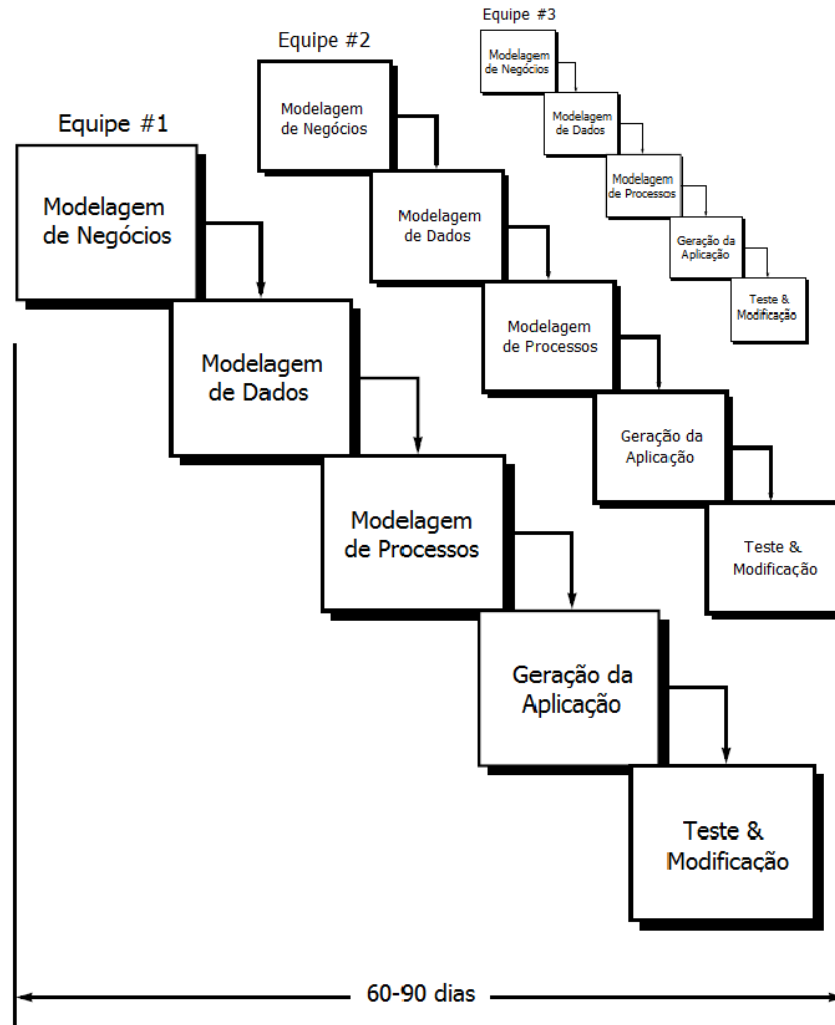 Equipe #1
Modelagem
de Negócios
Modelagem
de Dados
Modelagem
de Processos
Geração da
Aplicação
Teste &
Modificação
Equipe #2
Modelagem
de Negócios
Modelagem
de Dados
Modelagem
de Processos
Geração da
Aplicação
Teste &
Modificação
Equipe #3
Modelagem
de Negócios
Modelagem
de Dados
Modelagem
de Processos
Geração da
Aplicação
Teste &
Modificação
60-90 dias